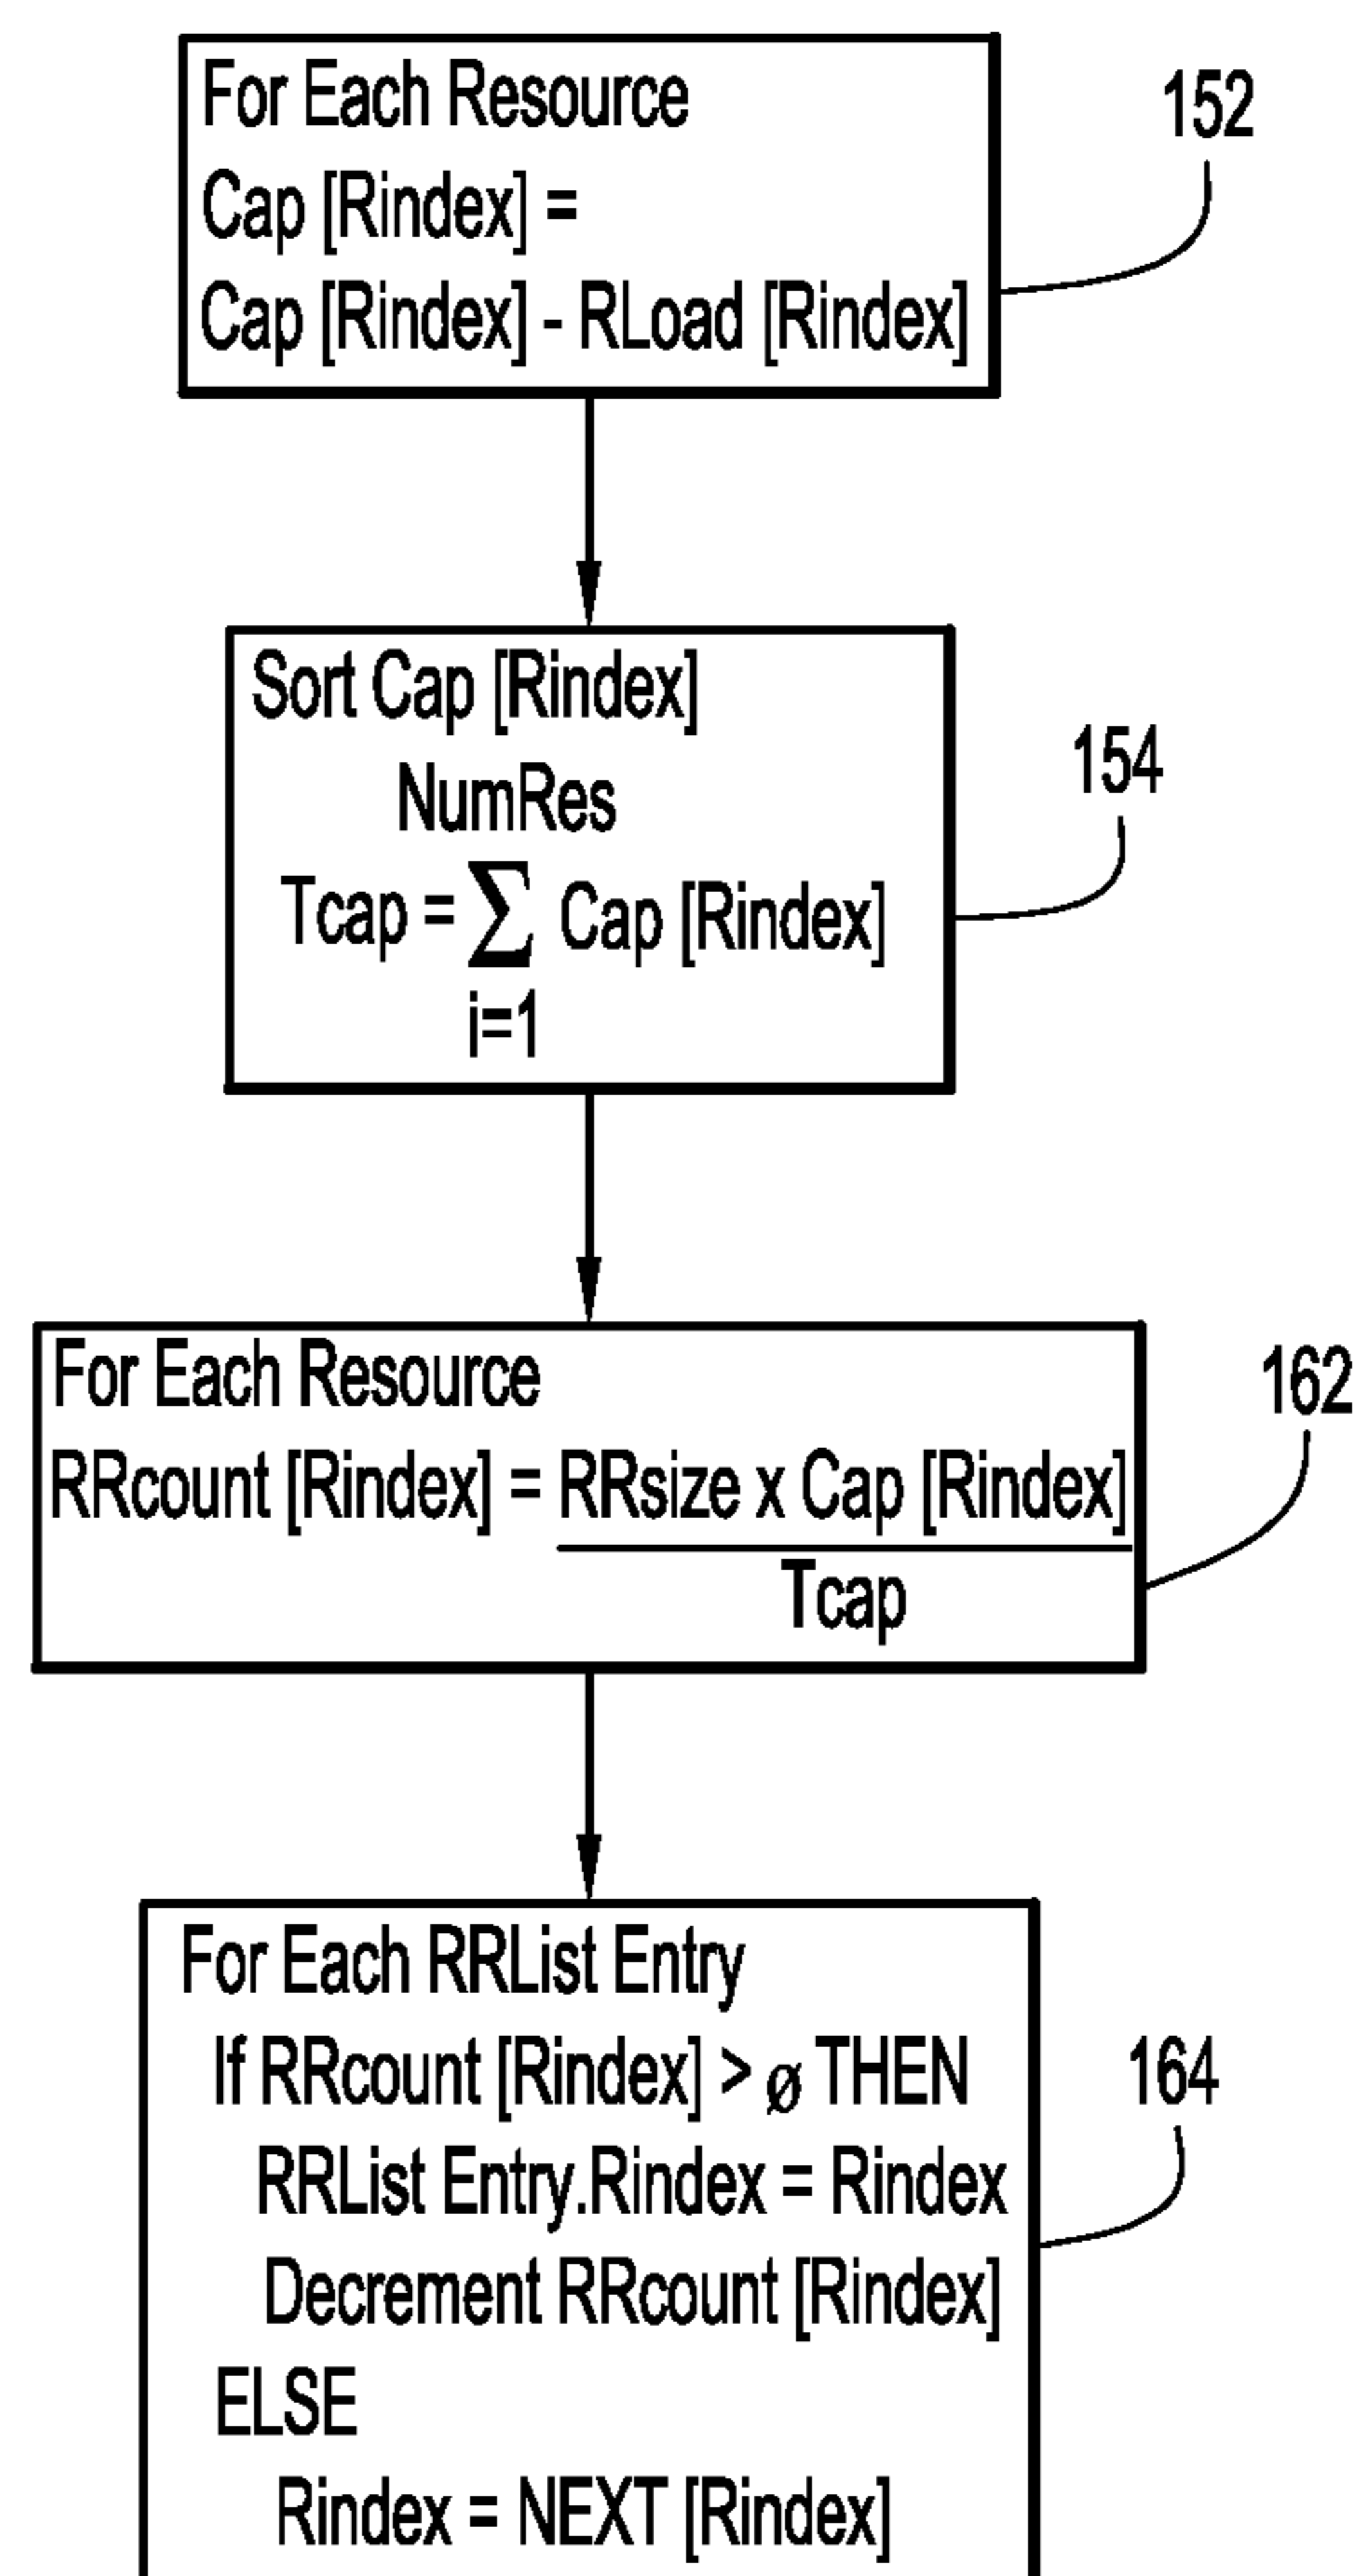 For Each Resource
Cap [Rindex] =
Cap [Rindex] - RLoad [Rindex]
152
Sort Cap [Rindex]
NumRes
Tcap = ∑ Cap [Rindex]
i=1
154
For Each Resource
RRcount [Rindex] = RRsize x Cap [Rindex]
Tcap
162
For Each RRList Entry
If RRcount [Rindex] > ø THEN
RRList Entry.Rindex = Rindex
Decrement RRcount [Rindex]
ELSE
Rindex = NEXT [Rindex]
164